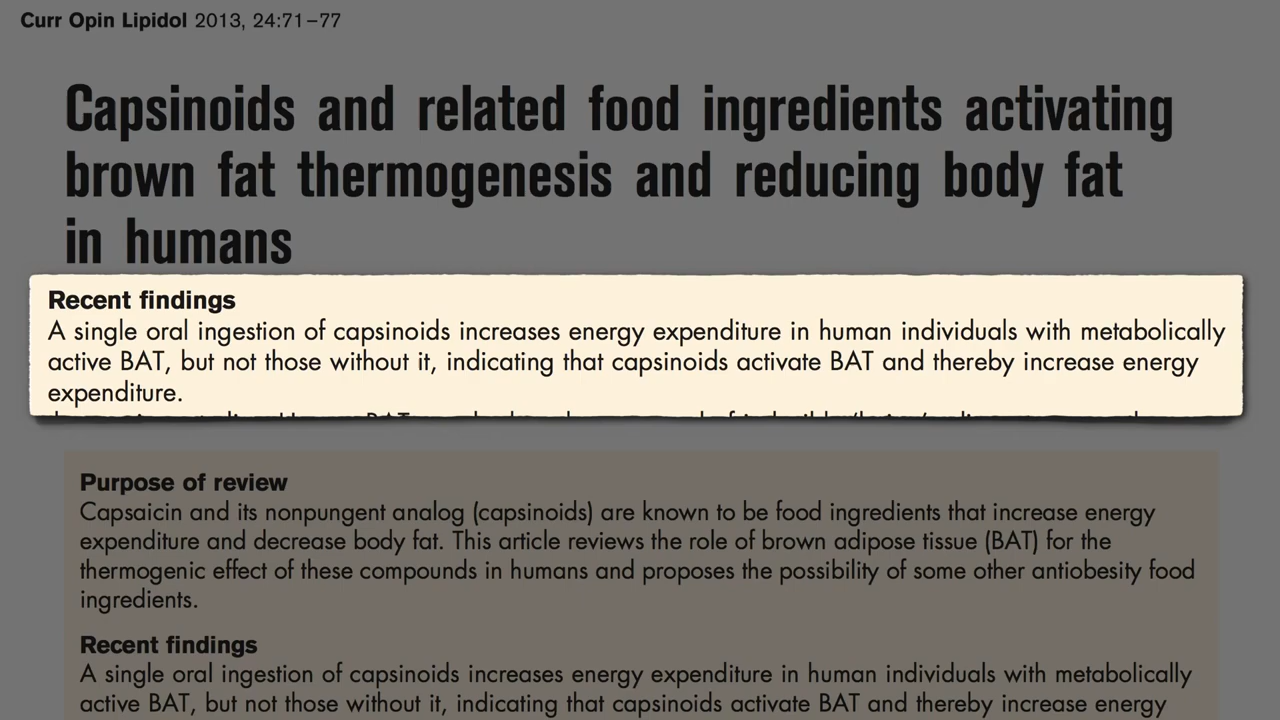 Curr Opin Lipidol 2013, 24:71–77
Capsinoids and related food ingredients activating
brown fat thermogenesis and reducing body fat
in humans
Recent findings
A single oral ingestion of capsinoids increases energy expenditure in human individuals with metabolically
active BAT, but not those without it, indicating that capsinoids activate BAT and thereby increase energy
expenditure.
Purpose of review
Capsaicin and its nonpungent analog (capsinoids) are known to be food ingredients that increase energy
expenditure and decrease body fat. This article reviews the role of brown adipose tissue (BAT) for the
thermogenic effect of these compounds in humans and proposes the possibility of some other antiobesity food
ingredients.
Recent findings
A single oral ingestion of capsinoids increases energy expenditure in human individuals with metabolically
active BAT, but not those without it, indicating that capsinoids activate BAT and thereby increase energy